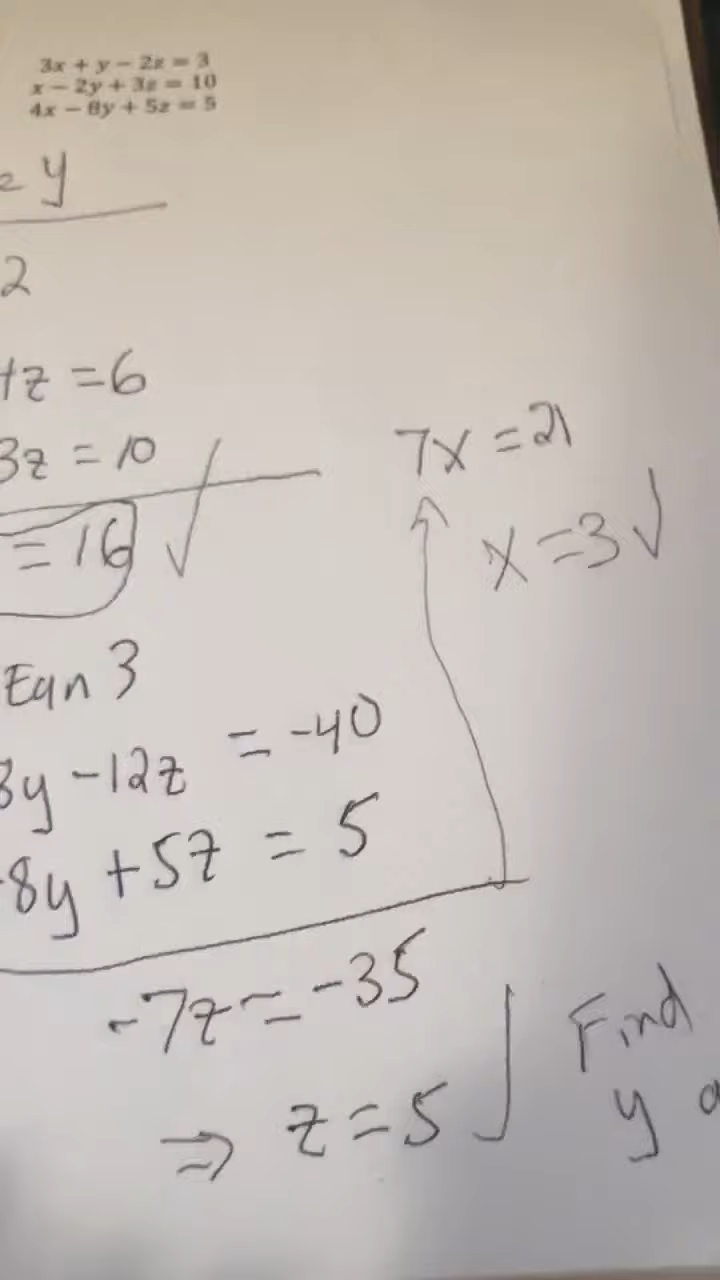 3x + y − 2z = 3
x − 2y + 3z = 10
4x − 8y + 5z = 5
= y
2
+z = 6
3z = 10
= 16 √
7x = 21
x = 3 √
Eqn 3
8y − 12z = -40
-8y + 5z = 5
-7z = -35
⇒ z = 5 √
Find
y a